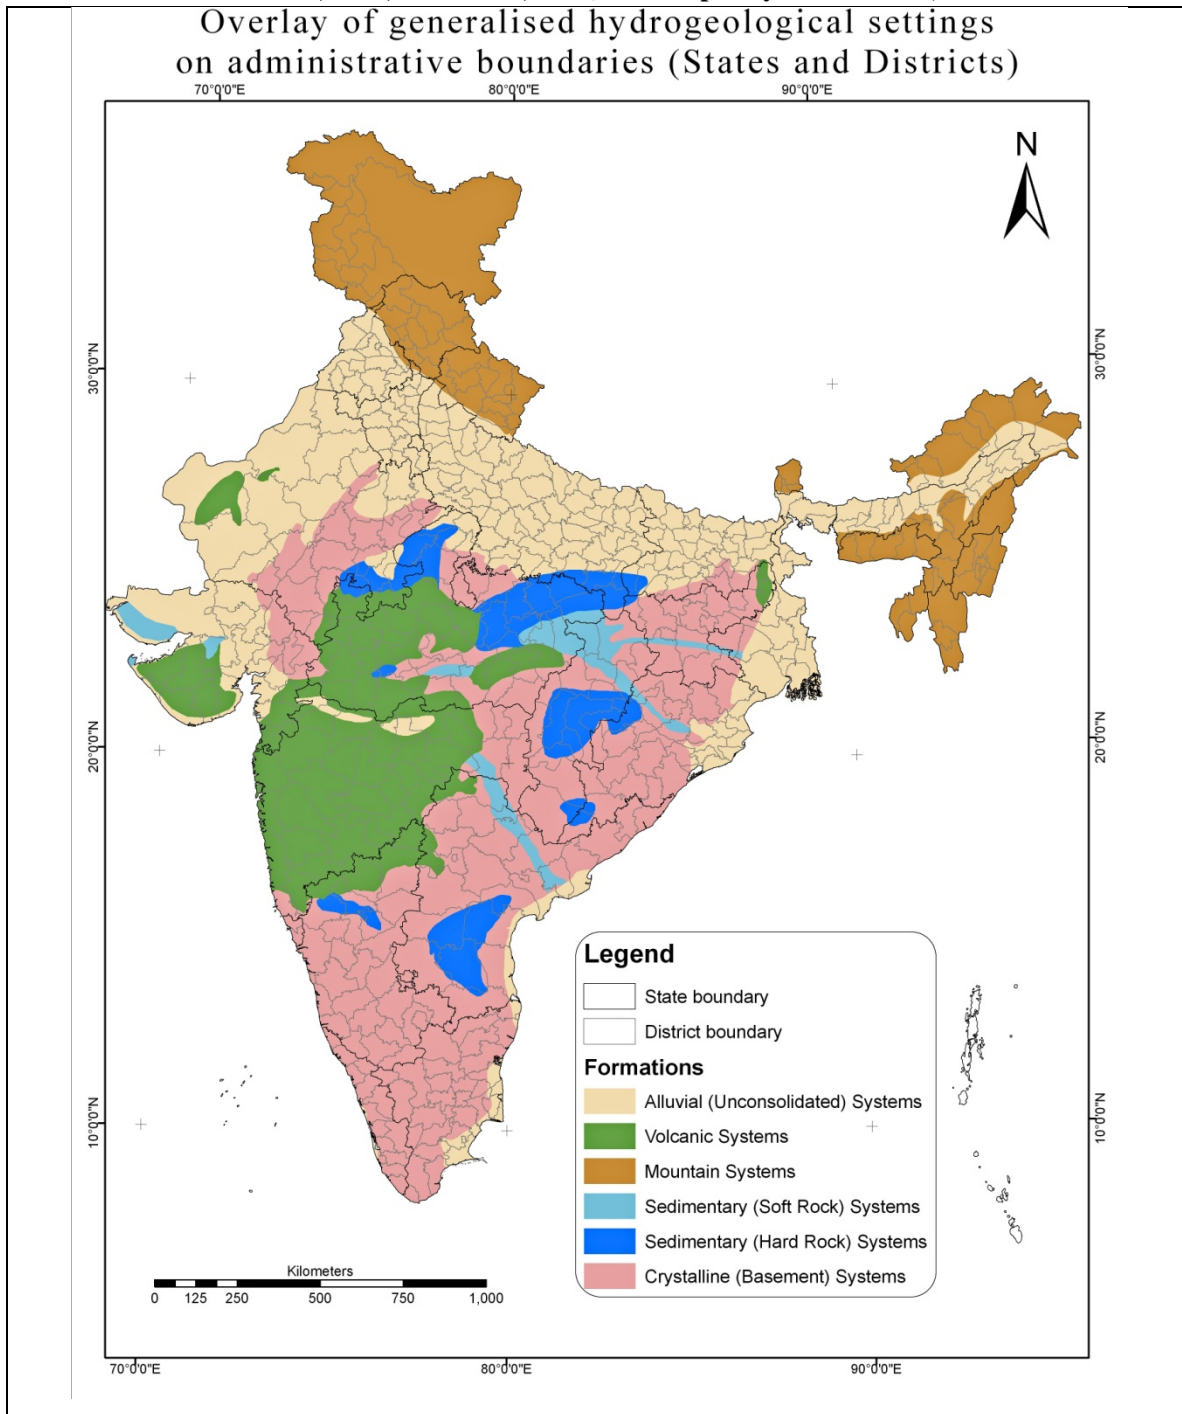 Overlay of generalised hydrogeological settings
on administrative boundaries (States and Districts)
70°0'0"E 80°0'0"E 90°0'0"E
N
30°0'0"N 30°0'0"N
20°0'0"N 20°0'0"N
10°0'0"N 10°0'0"N
Legend
State boundary
District boundary
Formations
Alluvial (Unconsolidated) Systems
Volcanic Systems
Mountain Systems
Sedimentary (Soft Rock) Systems
Sedimentary (Hard Rock) Systems
Crystalline (Basement) Systems
Kilometers
0 125 250 500 750 1,000
70°0'0"E 80°0'0"E 90°0'0"E